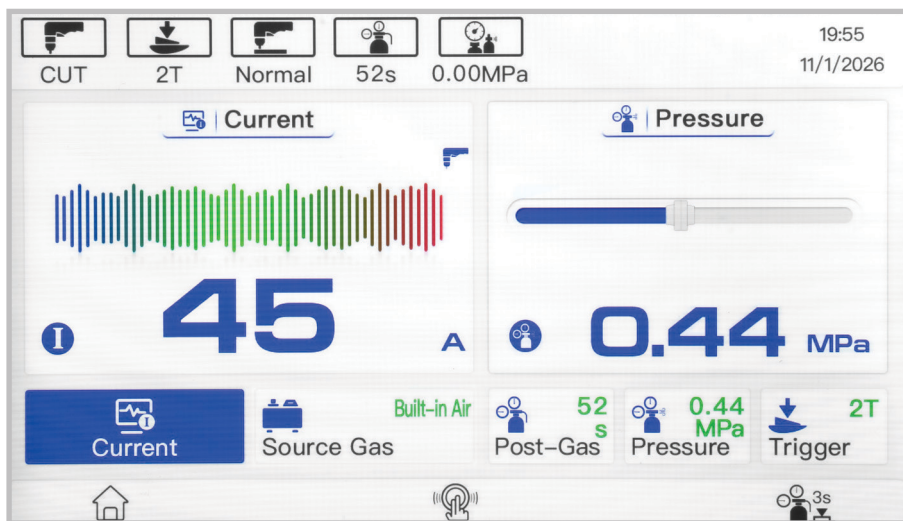 CUT 2T Normal 52s 0.00MPa
19:55
11/1/2026
Current
45 A
Pressure
0.44 MPa
Current
Built-in Air
Source Gas
52
s
Post-Gas
0.44
MPa
Pressure
2T
Trigger
3s